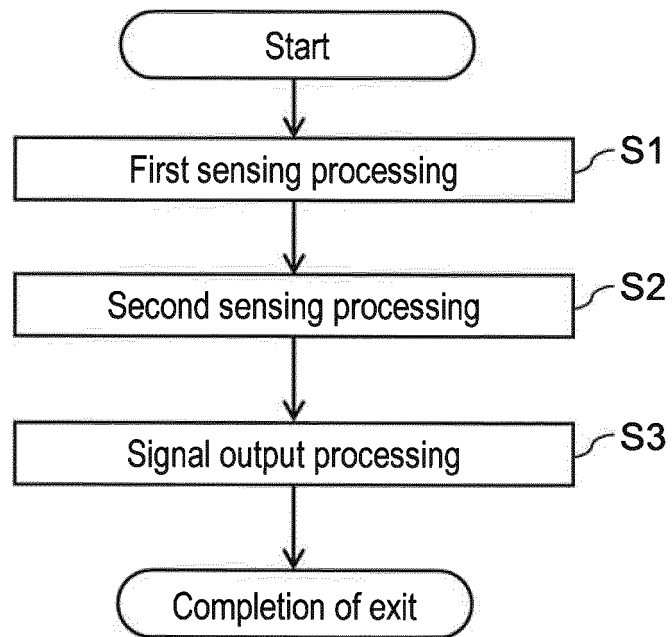 Start
First sensing processing
S1
Second sensing processing
S2
Signal output processing
S3
Completion of exit